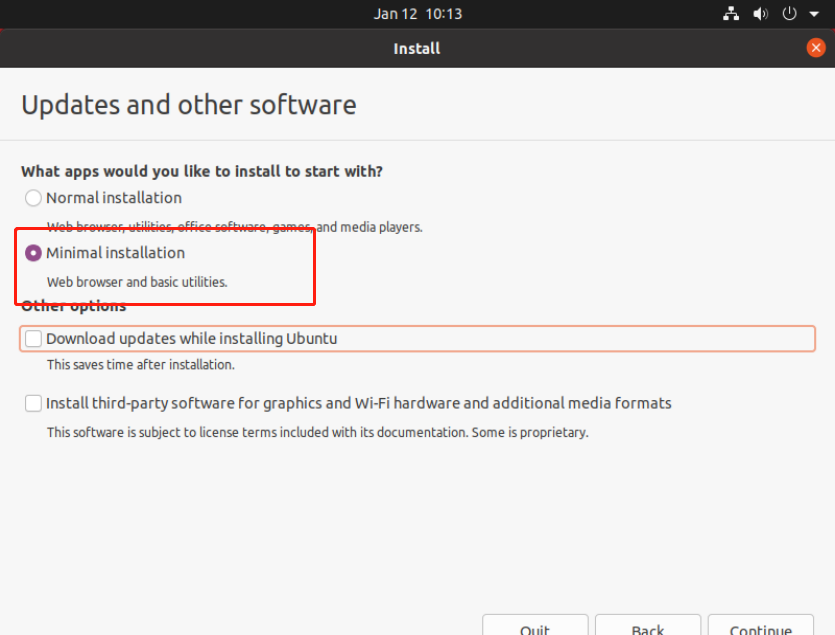 Jan 12 10:13
Install
Updates and other software
What apps would you like to install to start with?
Normal installation
Web browser, utilities, office software, games, and media players.
Minimal installation
Web browser and basic utilities.
Other options
Download updates while installing Ubuntu
This saves time after installation.
Install third-party software for graphics and Wi-Fi hardware and additional media formats
This software is subject to license terms included with its documentation. Some is proprietary.
Quit Back Continue